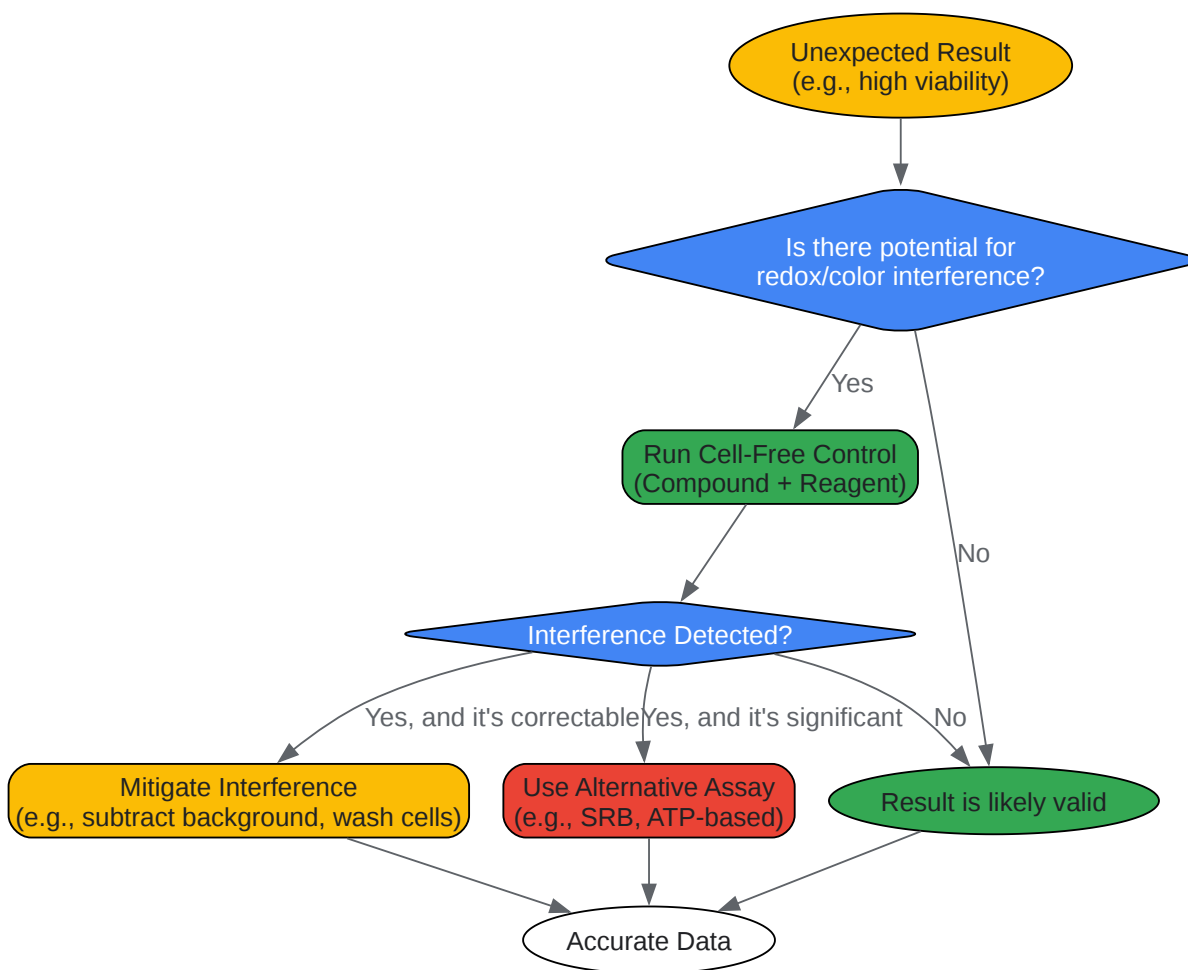 Unexpected Result
(e.g., high viability)
Is there potential for
redox/color interference?
Yes
Run Cell-Free Control
(Compound + Reagent)
No
Interference Detected?
Yes, and it's correctable
Yes, and it's significant
No
Mitigate Interference
(e.g., subtract background, wash cells)
Use Alternative Assay
(e.g., SRB, ATP-based)
Result is likely valid
Accurate Data